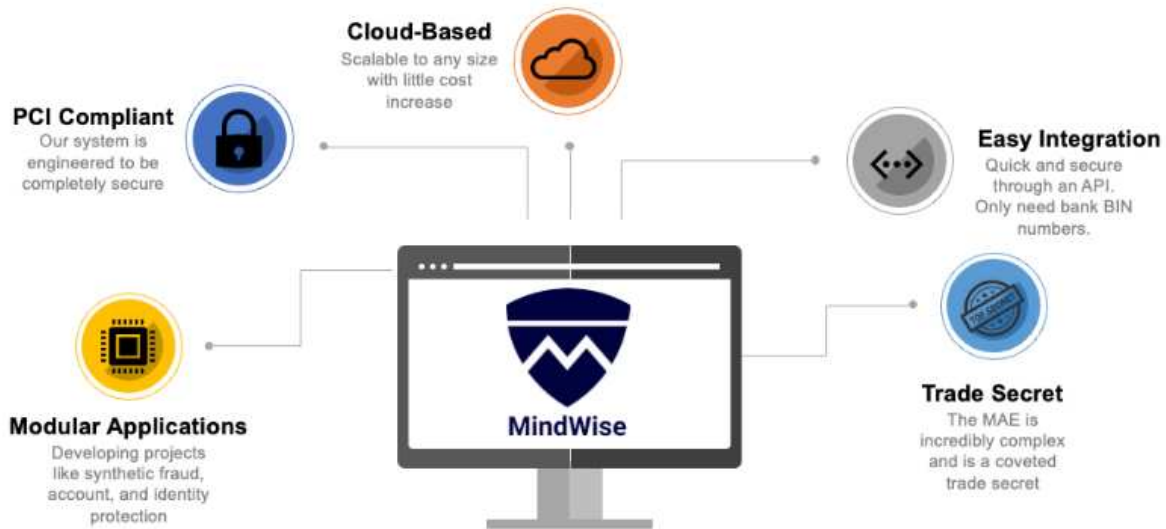 Cloud-Based
Scalable to any size
with little cost
increase
PCI Compliant
Our system is
engineered to be
completely secure
Easy Integration
Quick and secure
through an API.
Only need bank BIN
numbers.
TOP SECRET
MindWise
Modular Applications
Developing projects
like synthetic fraud,
account, and identity
protection
Trade Secret
The MAE is
incredibly complex
and is a coveted
trade secret